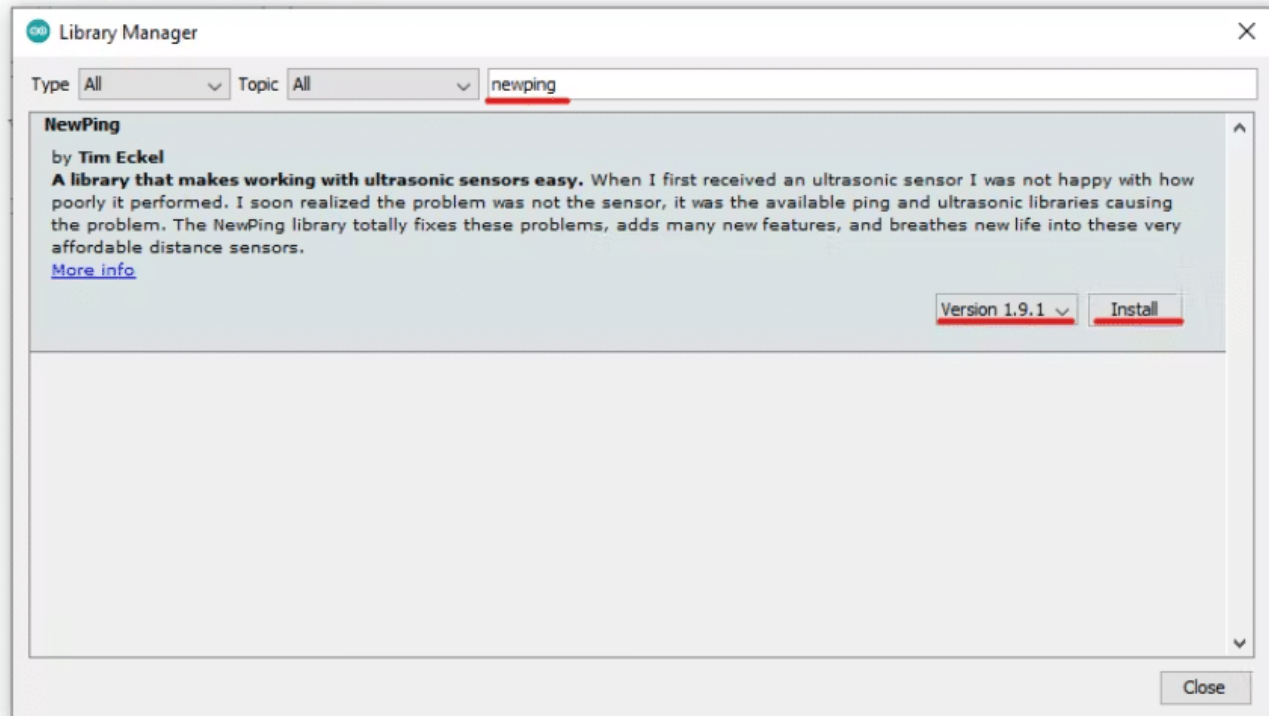 Library Manager
Type All Topic All newping
NewPing
by Tim Eckel
A library that makes working with ultrasonic sensors easy. When I first received an ultrasonic sensor I was not happy with how
poorly it performed. I soon realized the problem was not the sensor, it was the available ping and ultrasonic libraries causing
the problem. The NewPing library totally fixes these problems, adds many new features, and breathes new life into these very
affordable distance sensors.
More info
Version 1.9.1 Install
Close